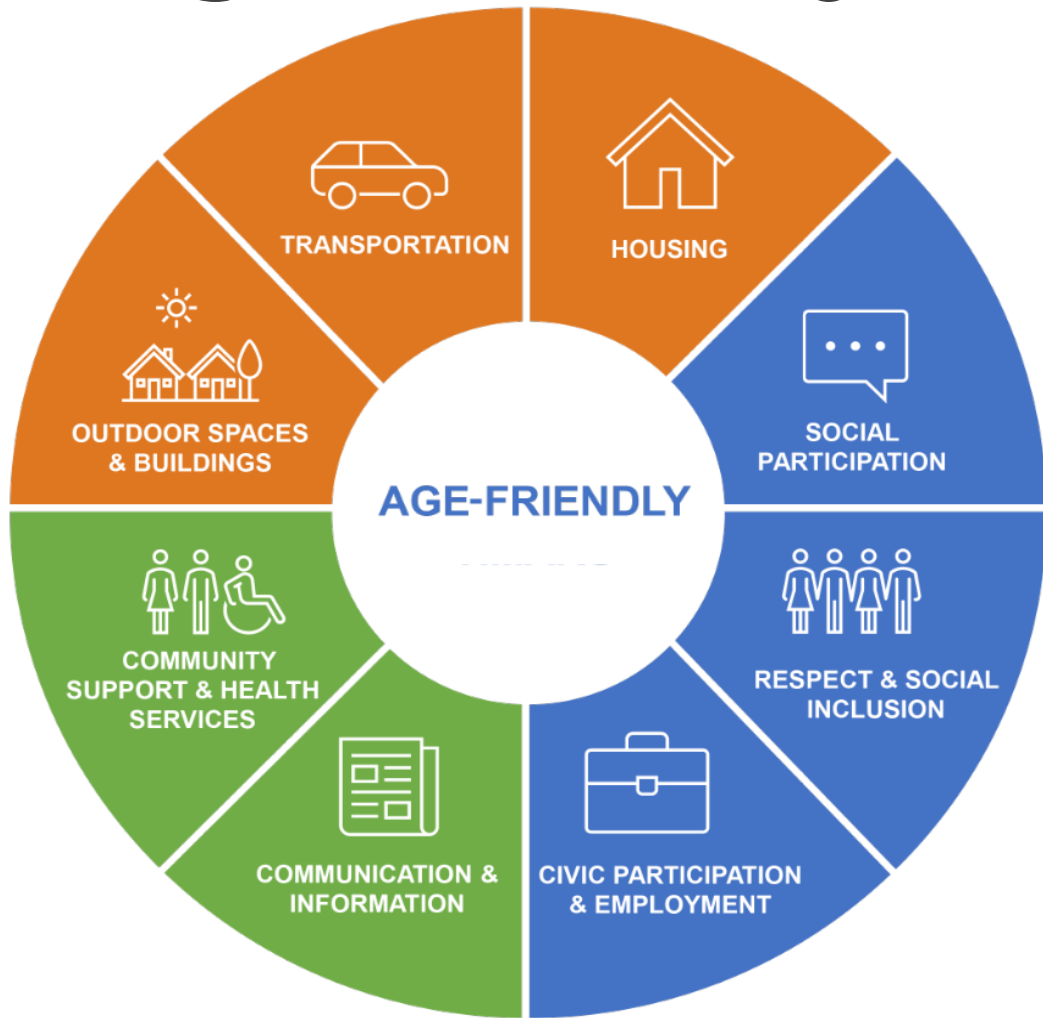 TRANSPORTATION
HOUSING
OUTDOOR SPACES
& BUILDINGS
SOCIAL
PARTICIPATION
AGE-FRIENDLY
COMMUNITY
SUPPORT & HEALTH
SERVICES
RESPECT & SOCIAL
INCLUSION
COMMUNICATION &
INFORMATION
CIVIC PARTICIPATION
& EMPLOYMENT